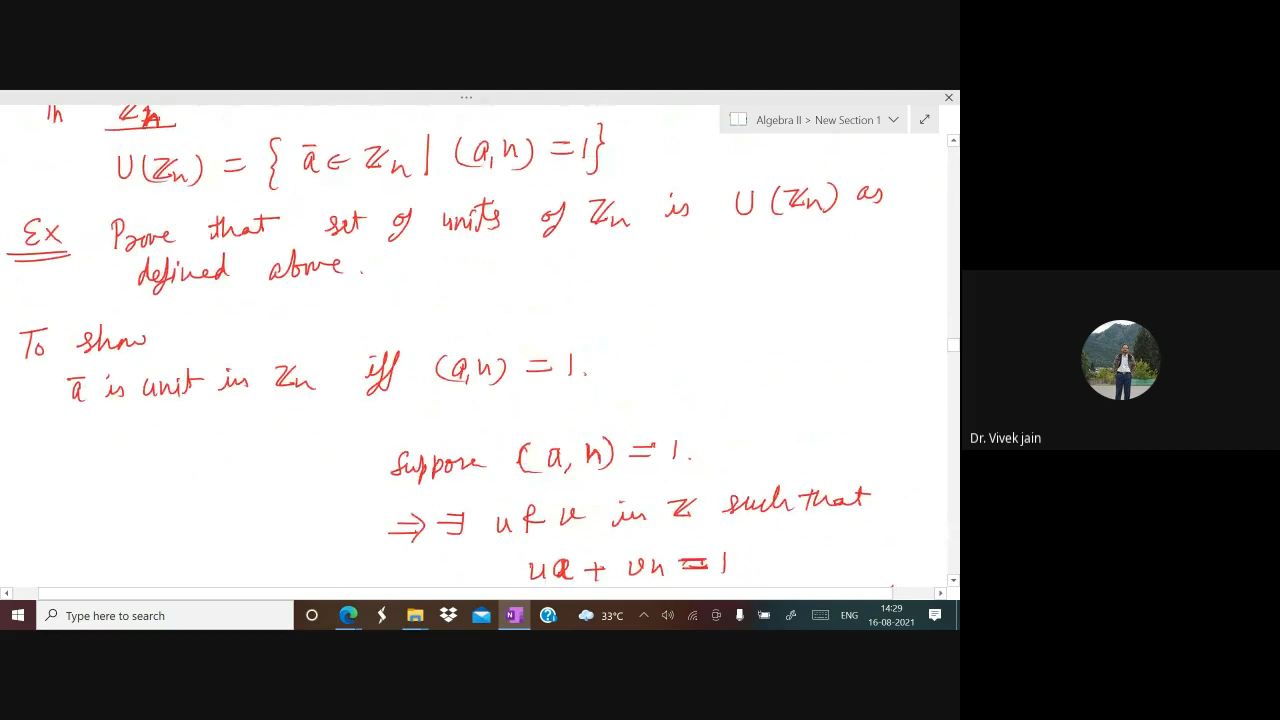 in ℤn
U(ℤn) = { ā ∈ ℤn | (a,n) = 1}
Algebra II > New Section 1
Ex Prove that set of units of ℤn is U(ℤn) as
defined above.
To show
ā is unit in ℤn iff (a,n) = 1.
Suppose (a,n) = 1.
⇒ ∃ u & v in ℤ such that
ua + vn = 1
Dr. Vivek jain
Type here to search
33°C
ENG
14:29
16-08-2021